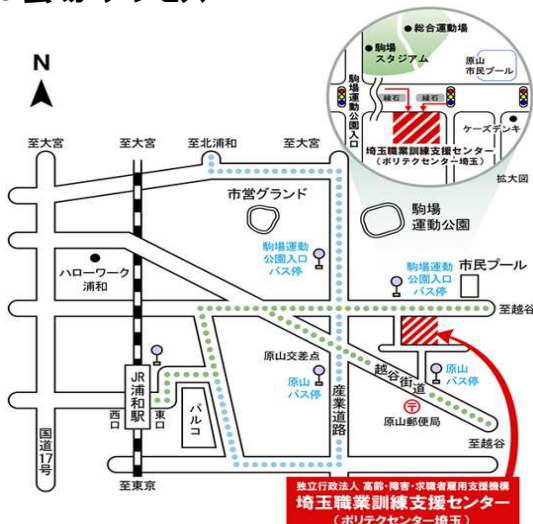 N
総合運動場
駒場
スタジアム
原山
市民プール
駒場運動公園入口
縁石
縁石
ケーズデンキ
埼玉職業訓練支援センター
(ポリテクセンター埼玉)
拡大図
至大宮
至大宮
至北浦和
至大宮
市営グランド
駒場
運動公園
ハローワーク
浦和
駒場運動
公園入口
バス停
駒場運動
公園入口
バス停
市民プール
至越谷
原山交差点
原山
バス停
越谷街道
原山
バス停
JR浦和駅
西口
東口
パルコ
産業道路
原山郵便局
国道17号
至越谷
至東京
独立行政法人 高齢・障害・求職者雇用支援機構
埼玉職業訓練支援センター
(ポリテクセンター埼玉)